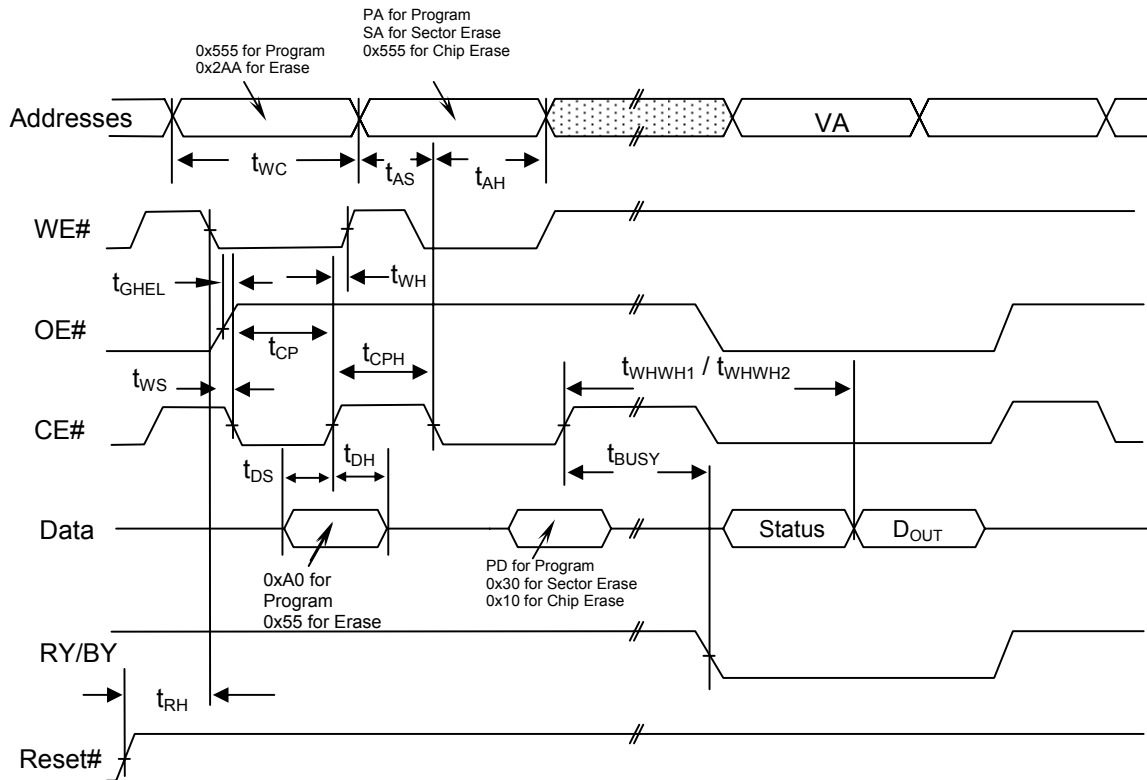 PA for Program
SA for Sector Erase
0x555 for Chip Erase
0x555 for Program
0x2AA for Erase
Addresses
VA
tWC
tAS
tAH
WE#
tGHEL
tWH
OE#
tCP
tCPH
tWHWH1 / tWHWH2
tWS
CE#
tDS
tDH
tBUSY
Data
Status
DOUT
0xA0 for
Program
0x55 for Erase
PD for Program
0x30 for Sector Erase
0x10 for Chip Erase
RY/BY
tRH
Reset#